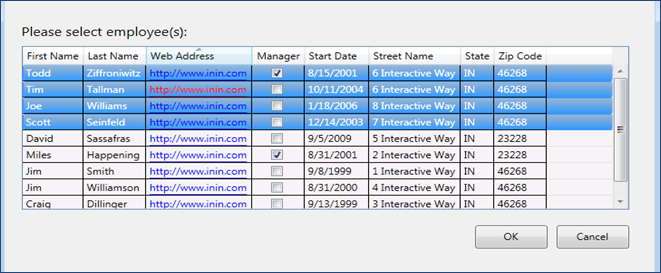 Please select employee(s):
First Name Last Name Web Address Manager Start Date Street Name State Zip Code
Todd Ziffroniwitz http://www.inin.com 8/15/2001 6 Interactive Way IN 46268
Tim Tallman http://www.inin.com 10/11/2004 6 Interactive Way IN 46268
Joe Williams http://www.inin.com 1/18/2006 8 Interactive Way IN 46268
Scott Seinfeld http://www.inin.com 12/14/2003 7 Interactive Way IN 46268
David Sassafras http://www.inin.com 9/5/2009 5 Interactive Way IN 23228
Miles Happening http://www.inin.com 8/31/2001 2 Interactive Way IN 23228
Jim Smith http://www.inin.com 9/8/1999 1 Interactive Way IN 46268
Jim Williamson http://www.inin.com 8/31/2000 4 Interactive Way IN 46268
Craig Dillinger http://www.inin.com 9/13/1999 3 Interactive Way IN 46268
OK Cancel